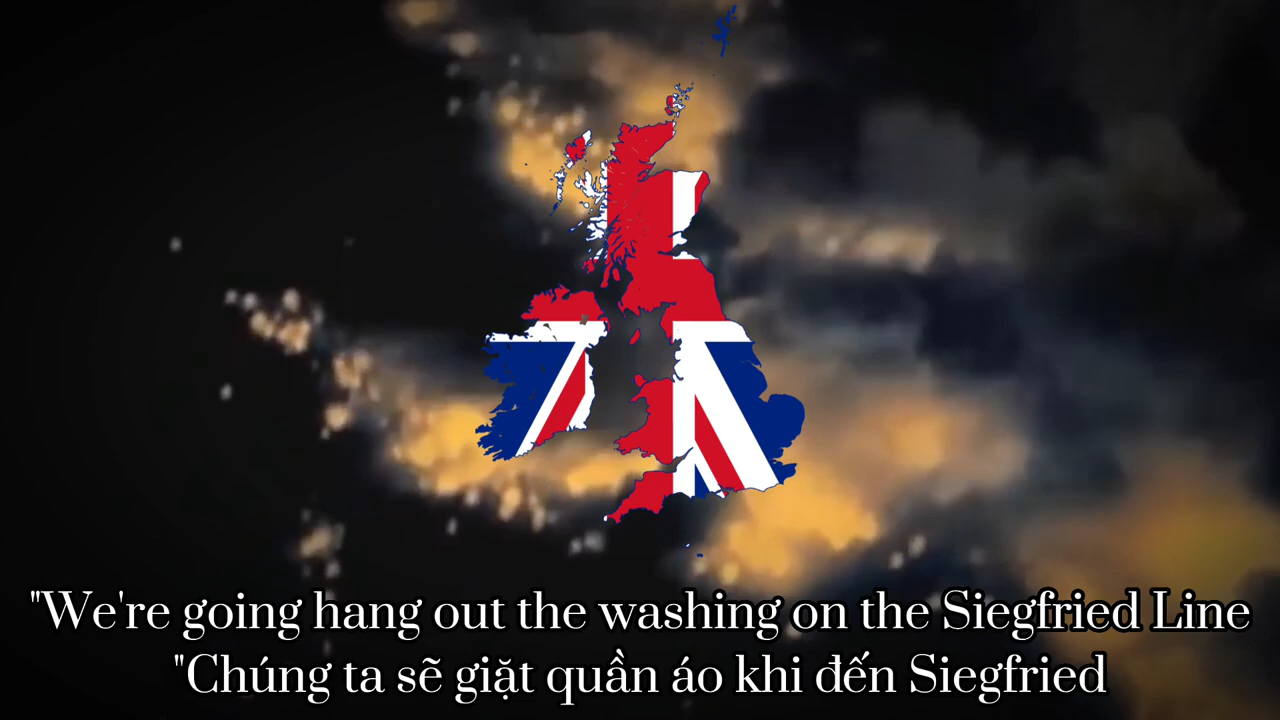 "We're going hang out the washing on the Siegfried Line
"Chúng ta sẽ giặt quần áo khi đến Siegfried